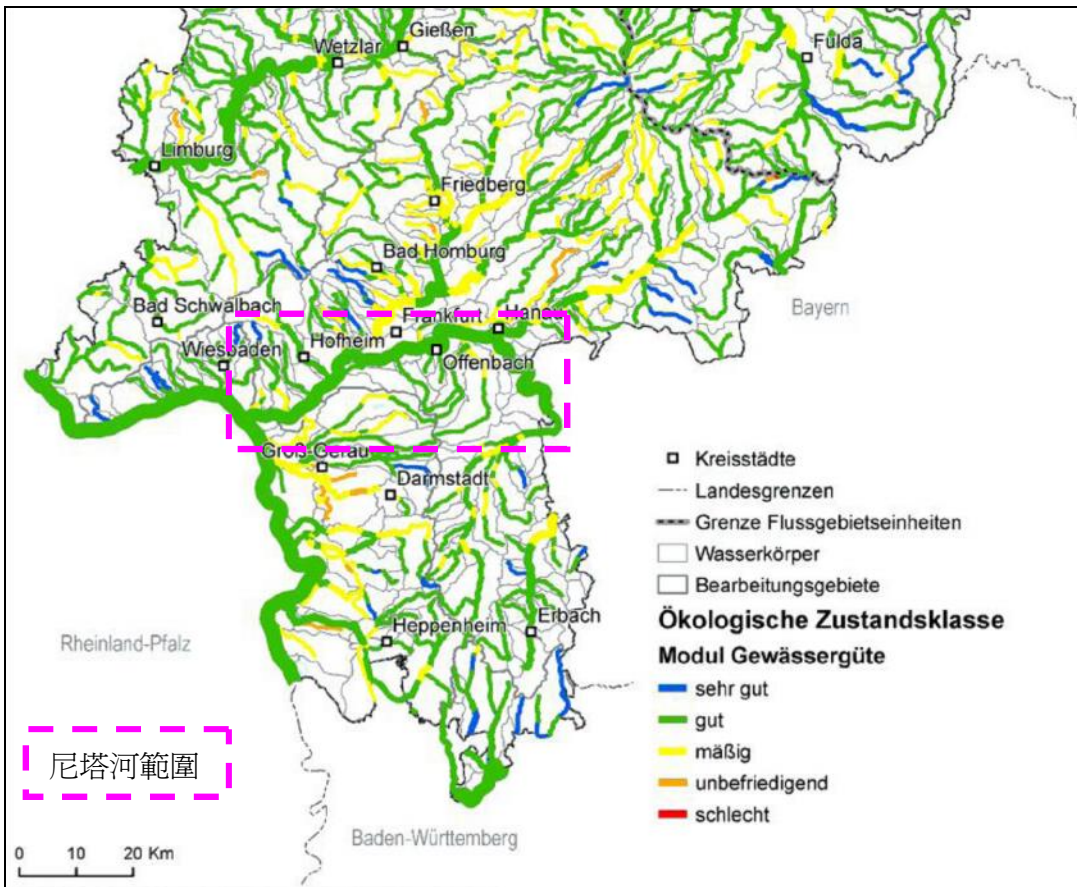 Gießen
Wetzlar
Fulda
Limburg
Friedberg
Bad Homburg
Bad Schwalbach
Bayern
Frankfurt
Hanau
Hofheim
Wiesbaden
Offenbach
Groß-Gerau
Darmstadt
Kreisstädte
Landesgrenzen
Grenze Flussgebietseinheiten
Wasserkörper
Bearbeitungsgebiete
Ökologische Zustandsklasse
Modul Gewässergüte
sehr gut
gut
mäßig
unbefriedigend
schlecht
Heppenheim
Erbach
Rheinland-Pfalz
尼塔河範圍
Baden-Württemberg
0 10 20 Km